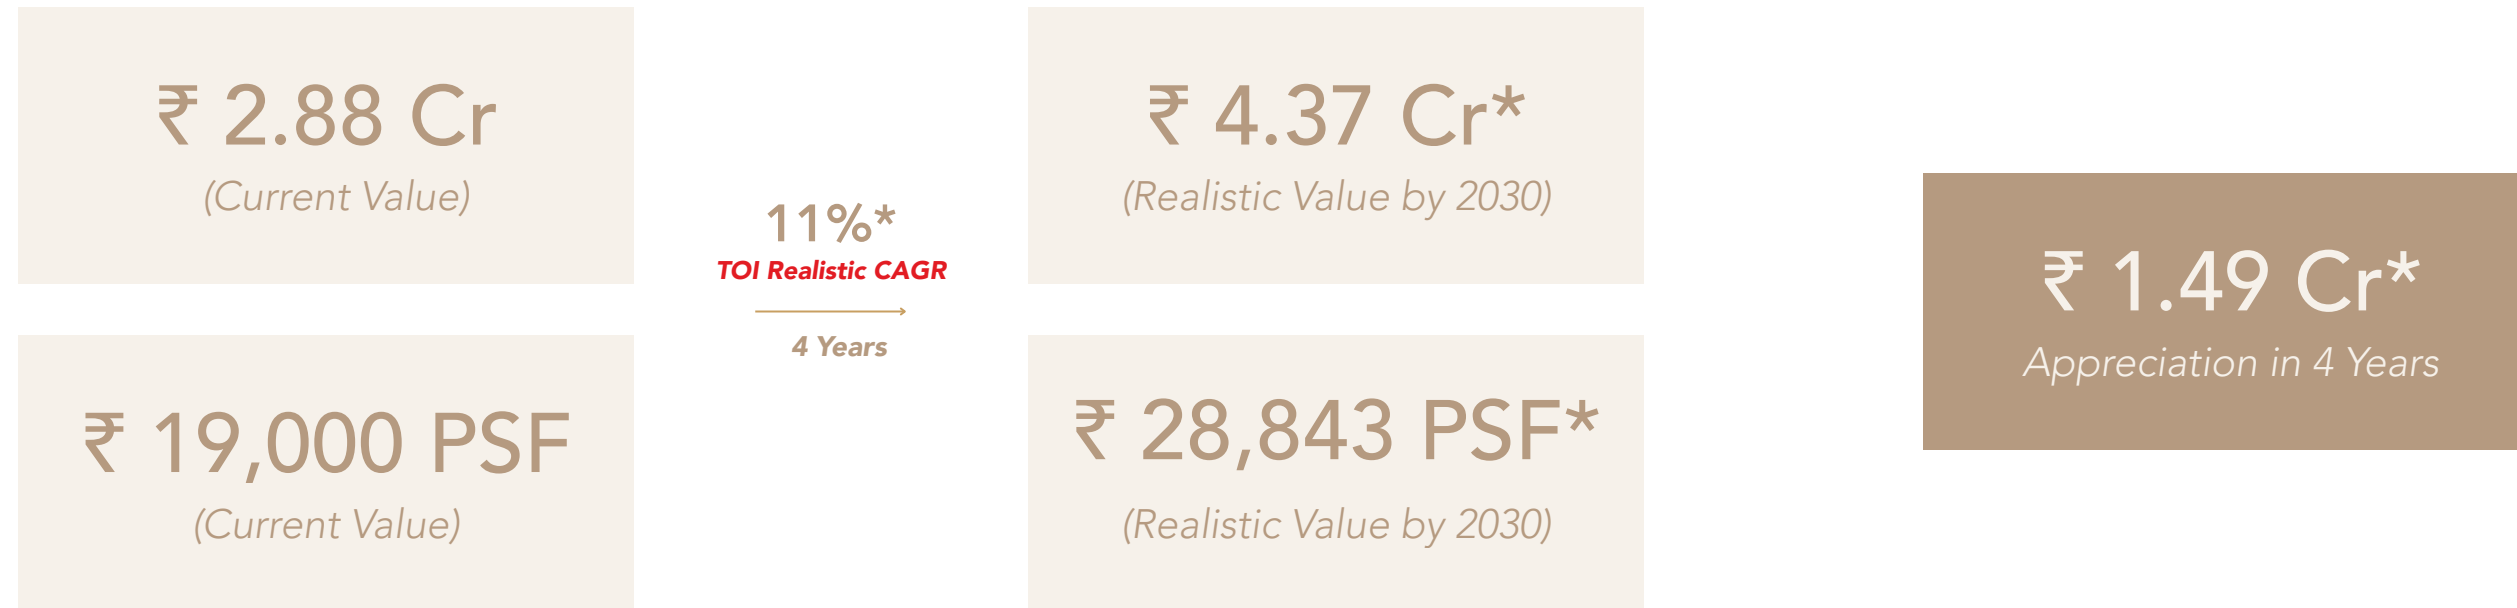 ₹ 2.88 Cr
(Current Value)
₹ 19,000 PSF
(Current Value)
11%*
TOI Realistic CAGR
4 Years
₹ 4.37 Cr*
(Realistic Value by 2030)
₹ 28,843 PSF*
(Realistic Value by 2030)
₹ 1.49 Cr*
Appreciation in 4 Years